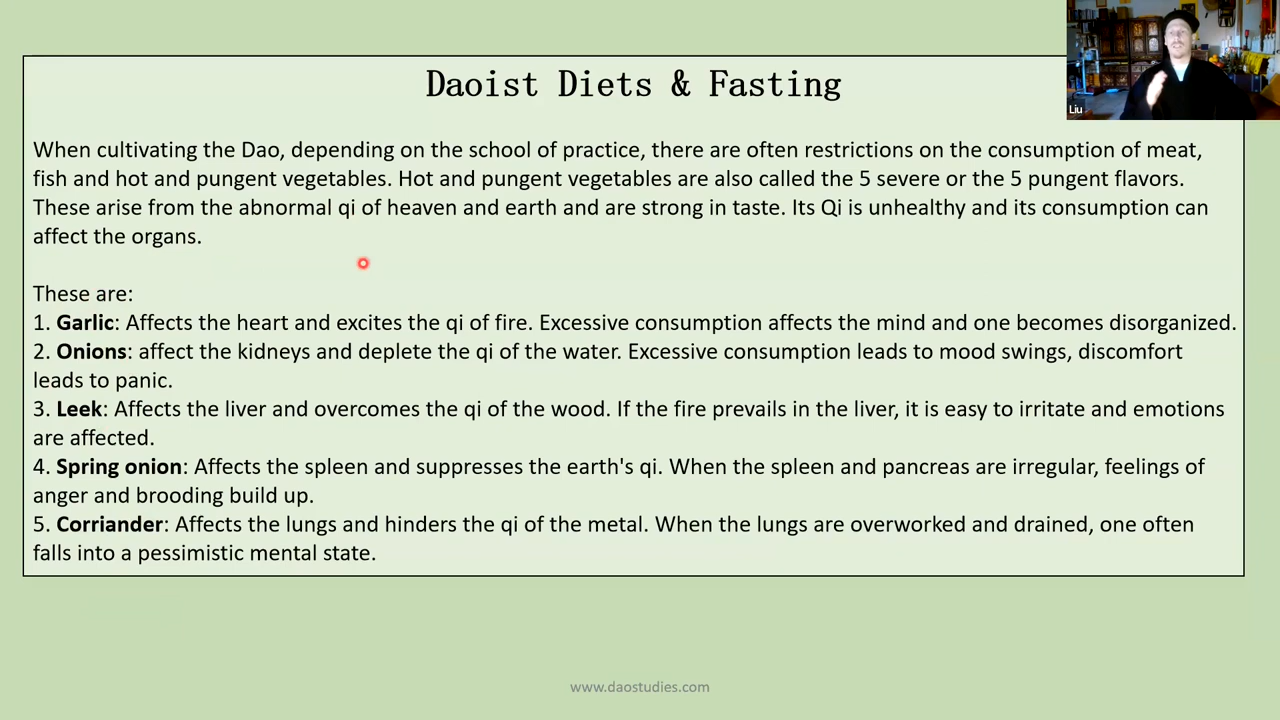 Daoist Diets & Fasting
Liu
When cultivating the Dao, depending on the school of practice, there are often restrictions on the consumption of meat,
fish and hot and pungent vegetables. Hot and pungent vegetables are also called the 5 severe or the 5 pungent flavors.
These arise from the abnormal qi of heaven and earth and are strong in taste. Its Qi is unhealthy and its consumption can
affect the organs.
These are:
1. Garlic: Affects the heart and excites the qi of fire. Excessive consumption affects the mind and one becomes disorganized.
2. Onions: affect the kidneys and deplete the qi of the water. Excessive consumption leads to mood swings, discomfort
leads to panic.
3. Leek: Affects the liver and overcomes the qi of the wood. If the fire prevails in the liver, it is easy to irritate and emotions
are affected.
4. Spring onion: Affects the spleen and suppresses the earth's qi. When the spleen and pancreas are irregular, feelings of
anger and brooding build up.
5. Corriander: Affects the lungs and hinders the qi of the metal. When the lungs are overworked and drained, one often
falls into a pessimistic mental state.
www.daostudies.com